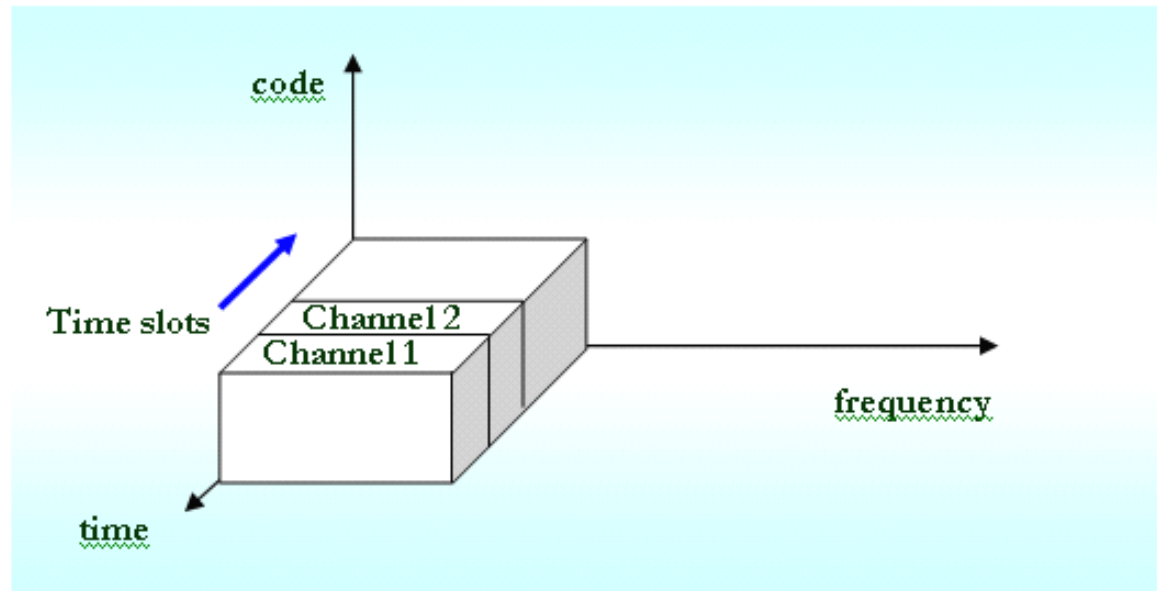 code
Time slots
Channel 2
Channel 1
frequency
time